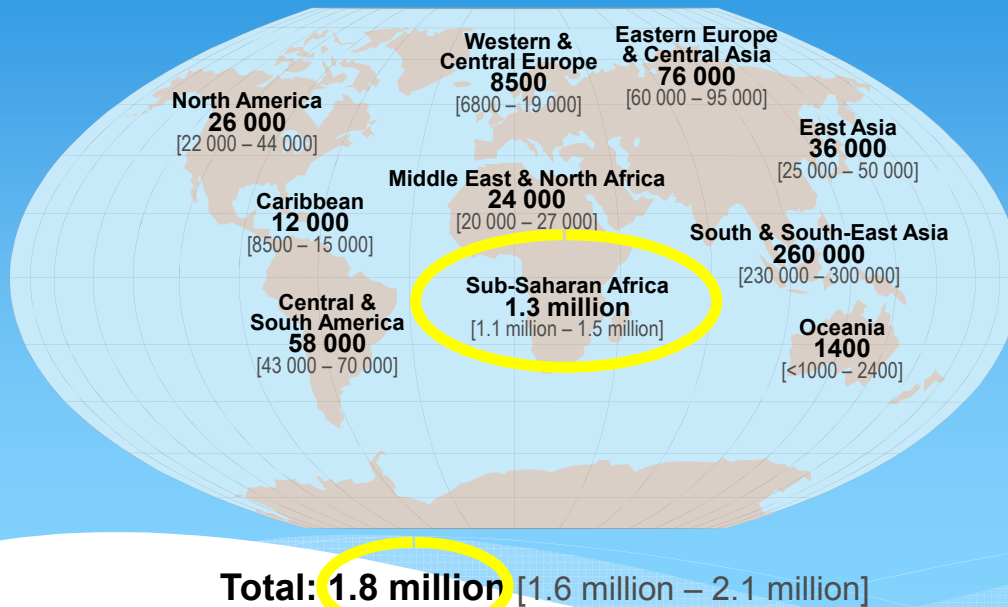 Western &
Central Europe
8500
[6800 – 19 000]
Eastern Europe
& Central Asia
76 000
[60 000 – 95 000]
North America
26 000
[22 000 – 44 000]
East Asia
36 000
[25 000 – 50 000]
Middle East & North Africa
24 000
[20 000 – 27 000]
Caribbean
12 000
[8500 – 15 000]
South & South-East Asia
260 000
[230 000 – 300 000]
Sub-Saharan Africa
1.3 million
[1.1 million – 1.5 million]
Central &
South America
58 000
[43 000 – 70 000]
Oceania
1400
[<1000 – 2400]
Total: 1.8 million [1.6 million – 2.1 million]